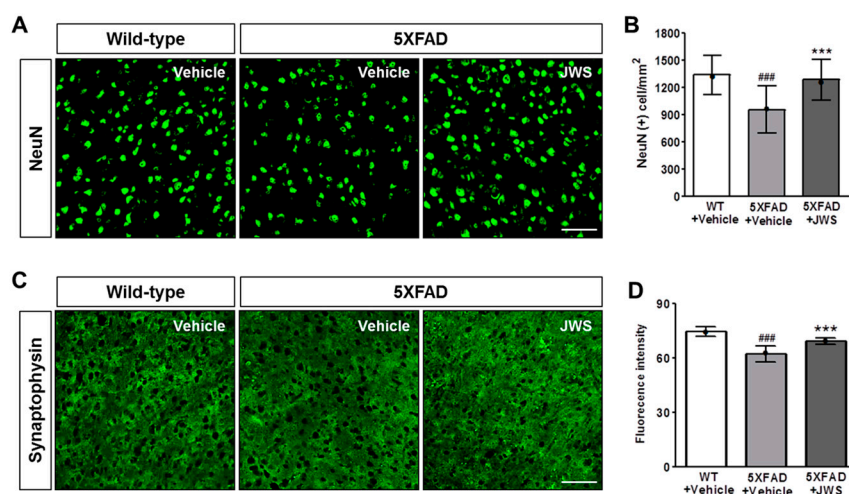 A
Wild-type
5XFAD
NeuN
Vehicle
Vehicle
JWS
B
NeuN (+) cell/mm²
1800
1500
1200
900
600
300
0
###
***
WT
+Vehicle
5XFAD
+Vehicle
5XFAD
+JWS
C
Wild-type
5XFAD
Synaptophysin
Vehicle
Vehicle
JWS
D
Fluorecence intensity
90
60
30
0
###
***
WT
+Vehicle
5XFAD
+Vehicle
5XFAD
+JWS